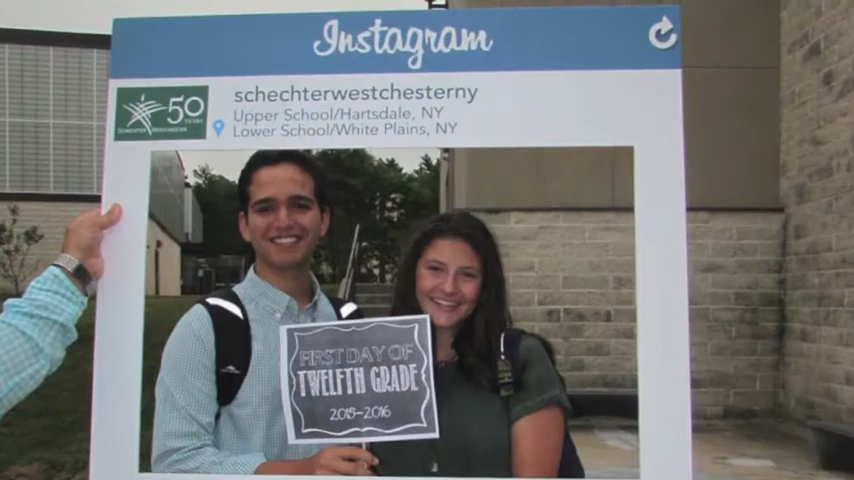 Instagram
50
YEARS
SCHECHTER WESTCHESTER
schechterwestchesterny
Upper School/Hartsdale, NY
Lower School/White Plains, NY
FIRST DAY OF
TWELFTH GRADE
2015-2016